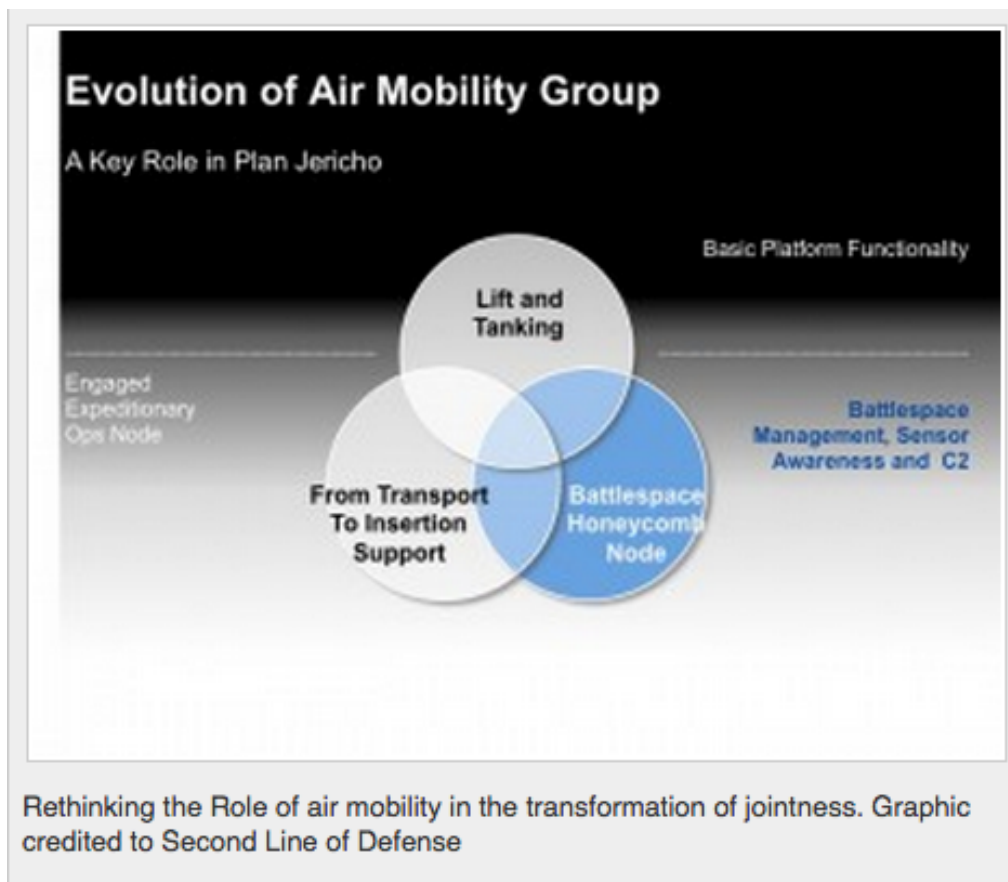 Evolution of Air Mobility Group
A Key Role in Plan Jericho
Basic Platform Functionality
Lift and
Tanking
Engaged
Expeditionary
Ops Node
Battlespace
Management, Sensor
Awareness and C2
From Transport
To Insertion
Support
Battlespace
Honeycomb
Node
Rethinking the Role of air mobility in the transformation of jointness. Graphic
credited to Second Line of Defense